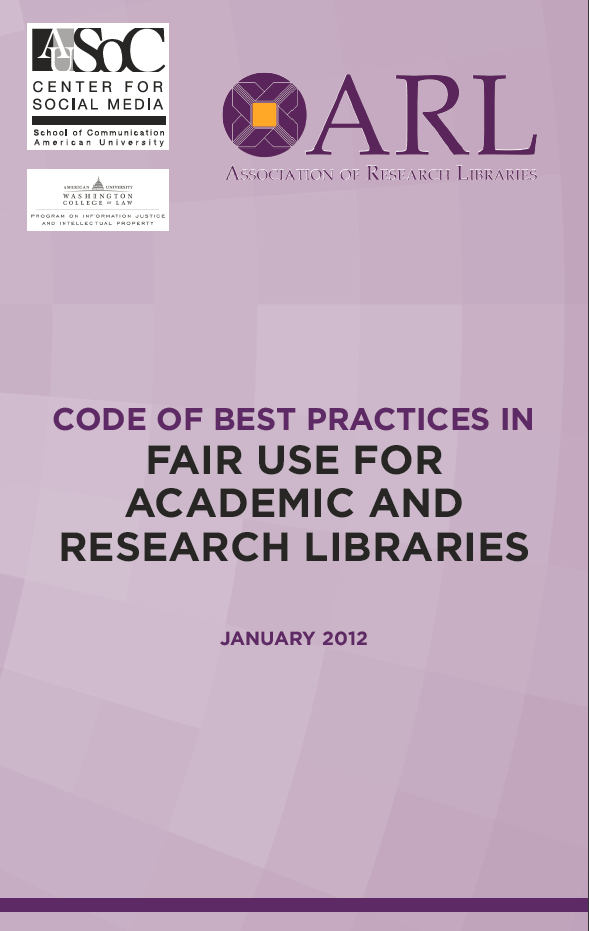 AUSOC
CENTER FOR
SOCIAL MEDIA
School of Communication
American University
AMERICAN UNIVERSITY
WASHINGTON
COLLEGE OF LAW
PROGRAM ON INFORMATION JUSTICE
AND INTELLECTUAL PROPERTY
ARL
ASSOCIATION OF RESEARCH LIBRARIES
CODE OF BEST PRACTICES IN
FAIR USE FOR
ACADEMIC AND
RESEARCH LIBRARIES
JANUARY 2012